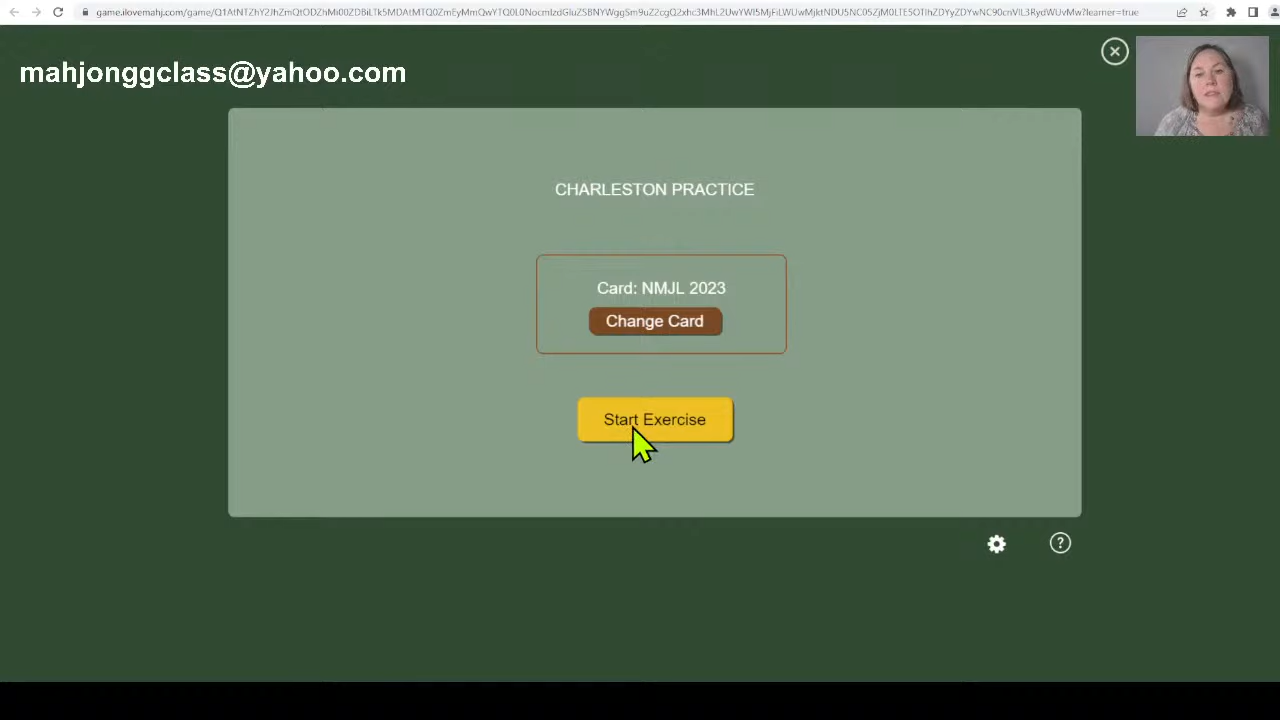 mahjonggclass@yahoo.com
CHARLESTON PRACTICE
Card: NMJL 2023
Change Card
Start Exercise
?